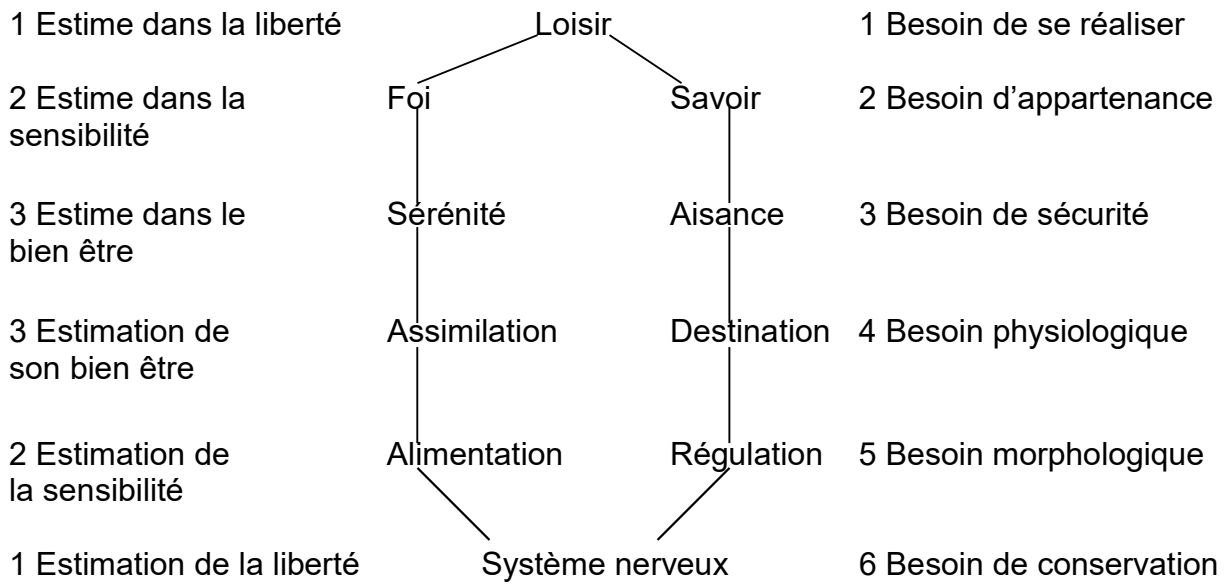 1 Estime dans la liberté Loisir 1 Besoin de se réaliser
2 Estime dans la Foi Savoir 2 Besoin d’appartenance
sensibilité
3 Estime dans le Sérénité Aisance 3 Besoin de sécurité
bien être
3 Estimation de Assimilation Destination 4 Besoin physiologique
son bien être
2 Estimation de Alimentation Régulation 5 Besoin morphologique
la sensibilité
1 Estimation de la liberté Système nerveux 6 Besoin de conservation